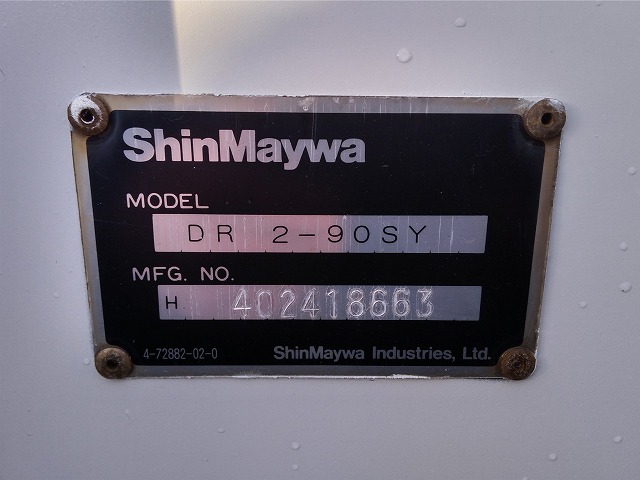 ShinMaywa
MODEL
DR 2-90SY
MFG. NO.
H. 402418663
4-72882-02-0 ShinMaywa Industries, Ltd.